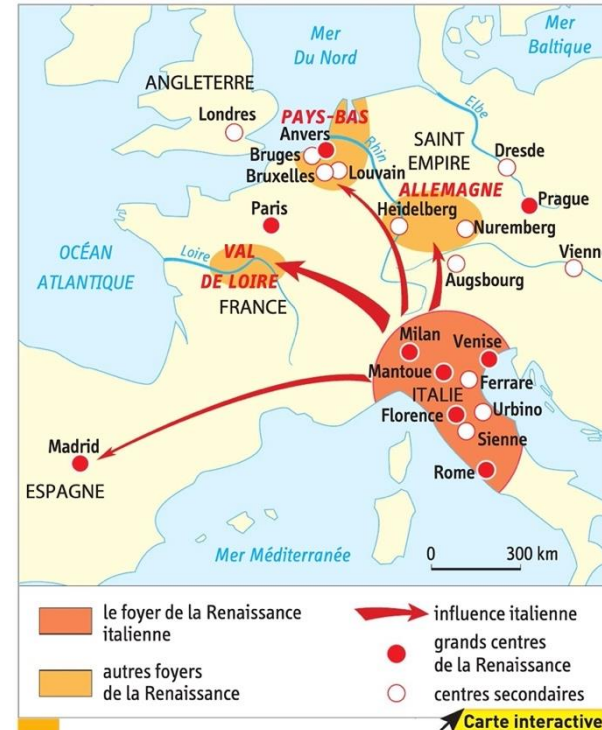 Mer
Du Nord
Mer
Baltique
ANGLETERRE
Londres
PAYS-BAS
Anvers
Bruges
Bruxelles
Louvain
Rhin
Elbe
SAINT
EMPIRE
Dresde
ALLEMAGNE
Prague
Heidelberg
Nuremberg
Paris
Vienne
Augsbourg
OCÉAN
ATLANTIQUE
Loire
VAL
DE LOIRE
FRANCE
Milan
Venise
Mantoue
Ferrare
ITALIE
Florence
Urbino
Sienne
Rome
Madrid
ESPAGNE
Mer Méditerranée
0 300 km
le foyer de la Renaissance
italienne
autres foyers
de la Renaissance
influence italienne
grands centres
de la Renaissance
centres secondaires
Carte interactive